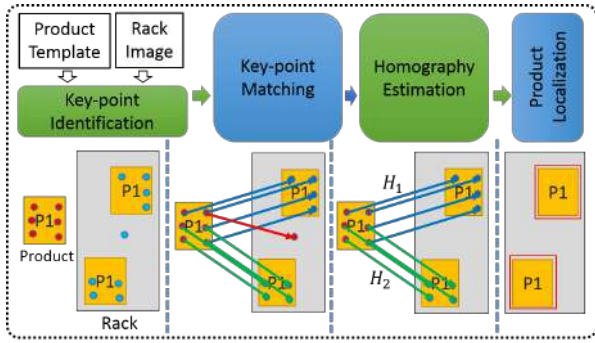 Product
Template
Rack
Image
Key-point
Identification
Key-point
Matching
Homography
Estimation
Product
Localization
P1
Product
P1
P1
Rack
P1
P1
P1
P1
H₁
P1
P1
H₂
P1
P1